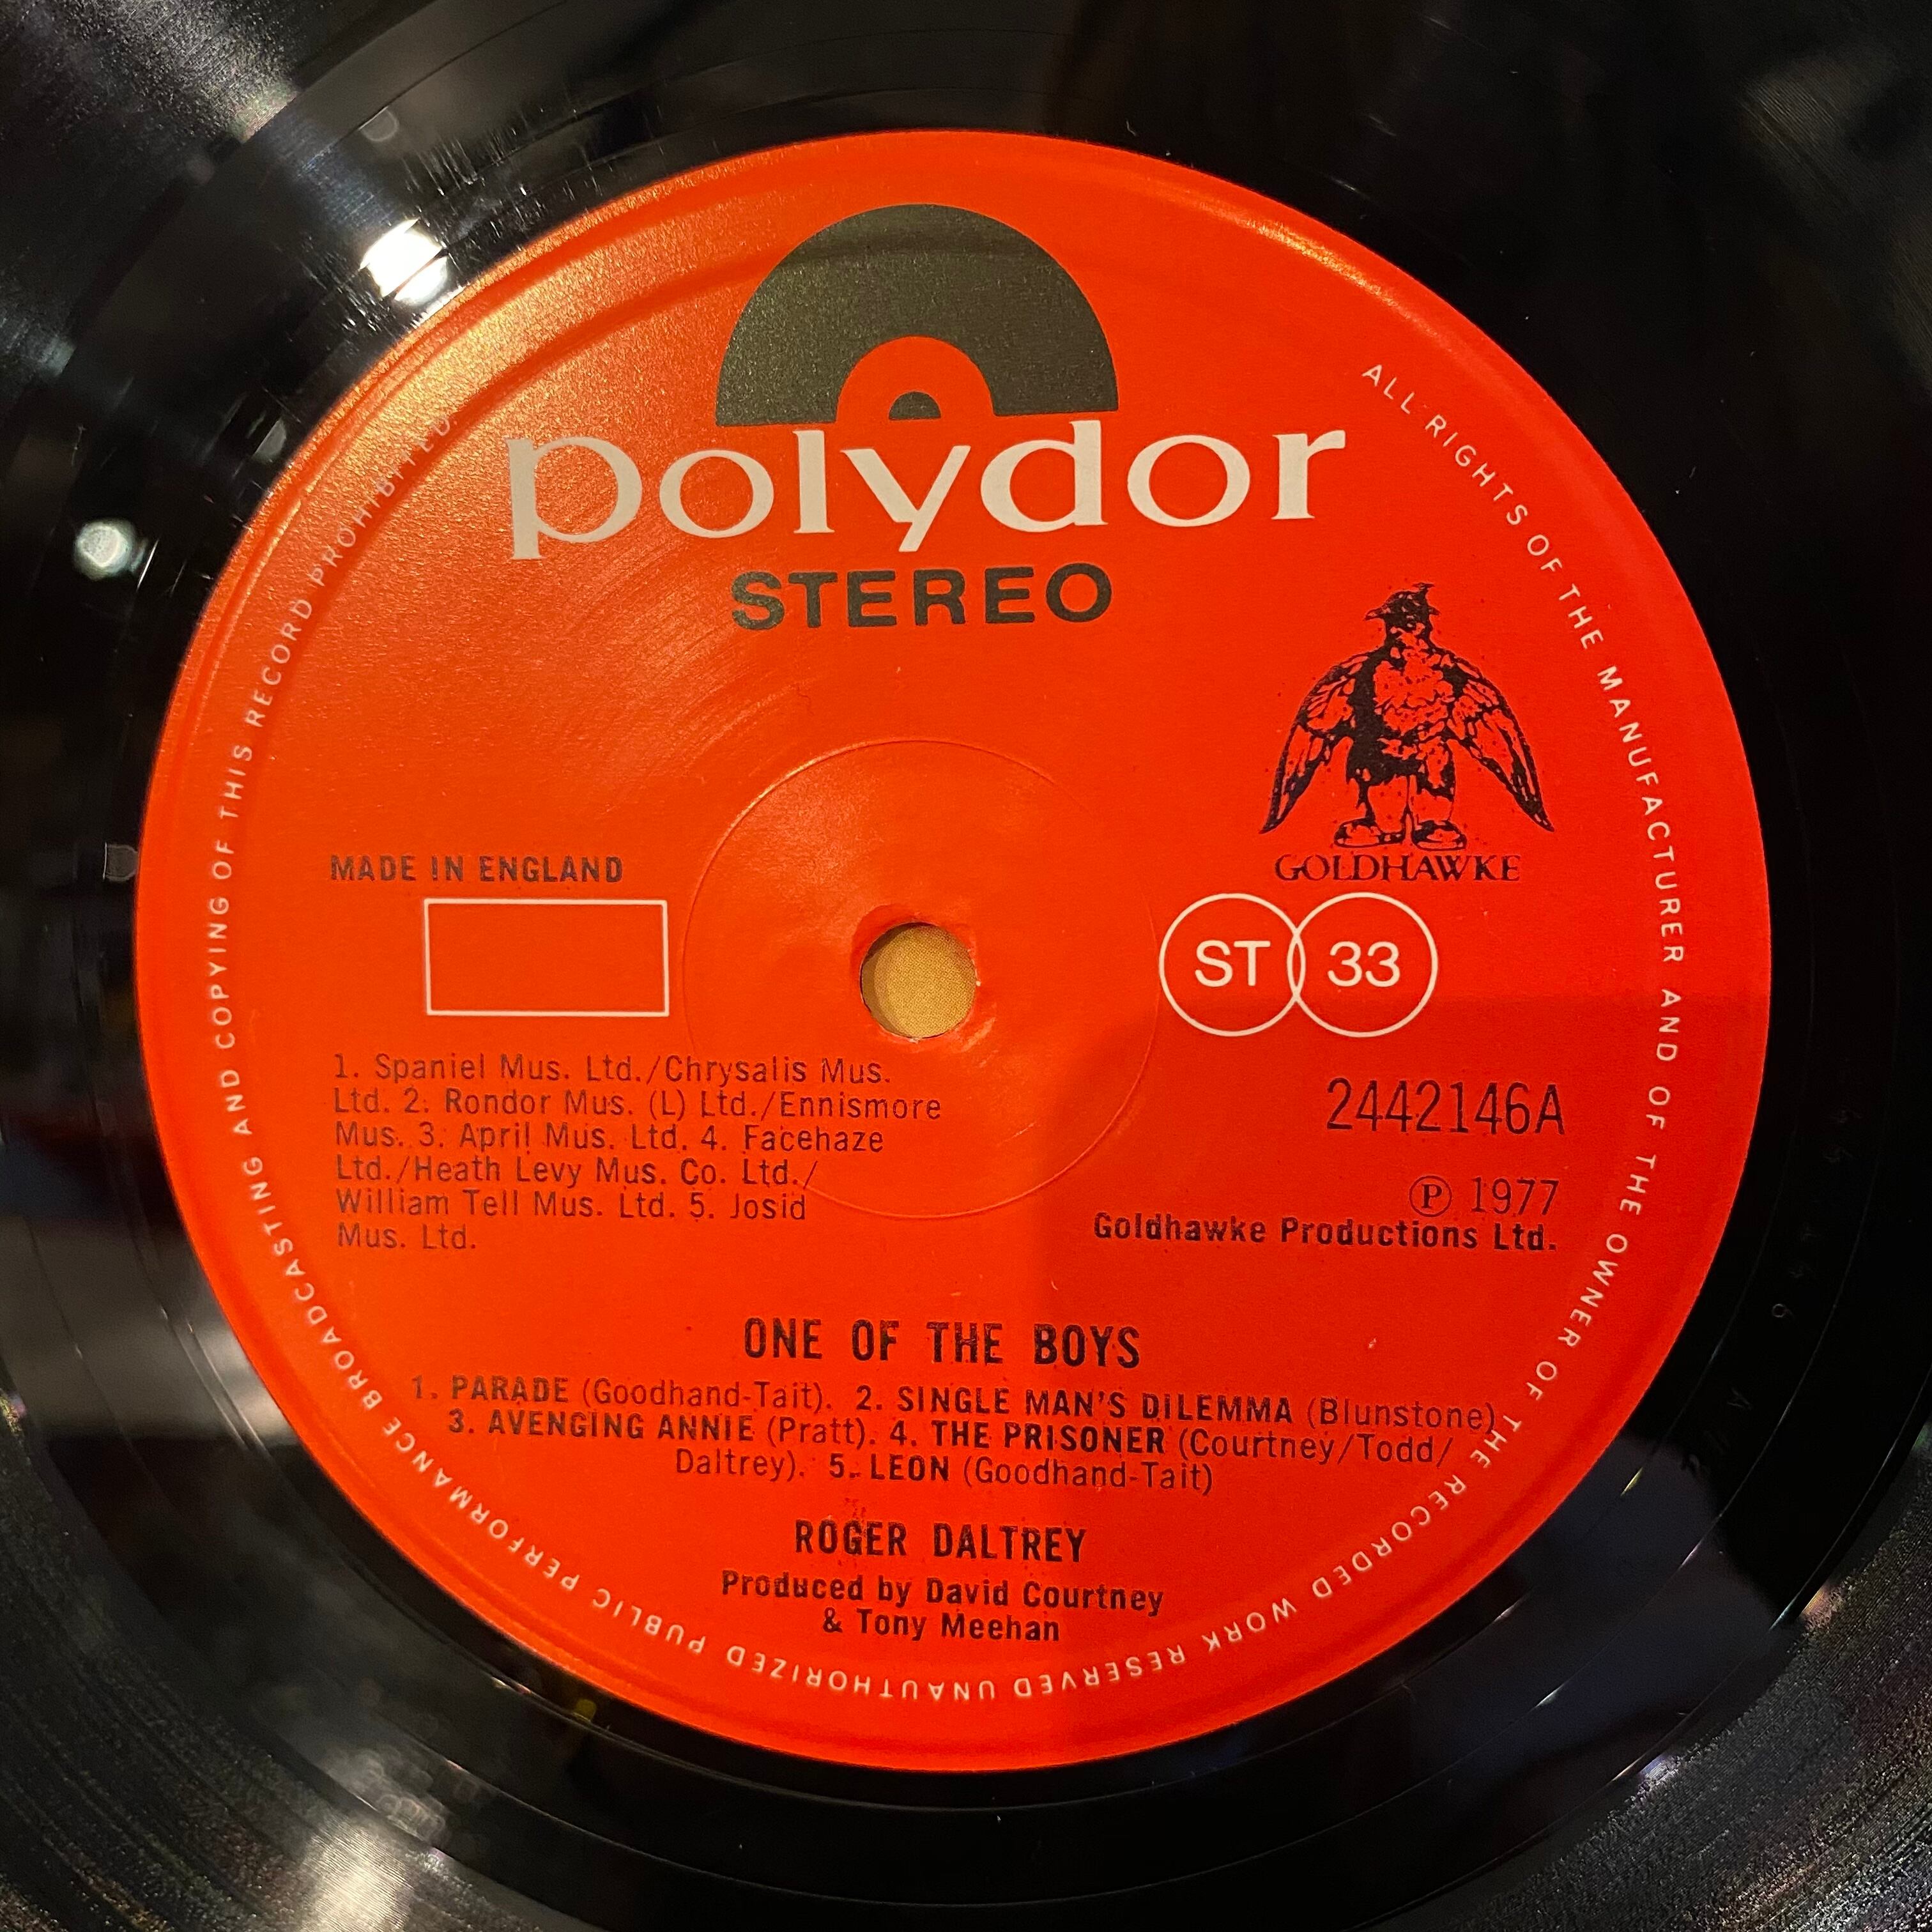 polydor
STEREO
GOLDHAWKE
MADE IN ENGLAND
ST 33
1. Spaniel Mus. Ltd./Chrysalis Mus.
Ltd. 2. Rondor Mus. (L) Ltd./Ennismore
Mus. 3. April Mus. Ltd. 4. Facehaze
Ltd./Heath Levy Mus. Co. Ltd./
William Tell Mus. Ltd. 5. Josid
Mus. Ltd.
2442146A
Ⓟ 1977
Goldhawke Productions Ltd.
ONE OF THE BOYS
1. PARADE (Goodhand-Tait). 2. SINGLE MAN'S DILEMMA (Blunstone)
3. AVENGING ANNIE (Pratt). 4. THE PRISONER (Courtney/Todd/
Daltrey). 5. LEON (Goodhand-Tait)
ROGER DALTREY
Produced by David Courtney
& Tony Meehan
ALL RIGHTS OF THE MANUFACTURER AND OF THE OWNER OF THE RECORDED WORK RESERVED UNAUTHORIZED PUBLIC PERFORMANCE BROADCASTING AND COPYING OF THIS RECORD PROHIBITED